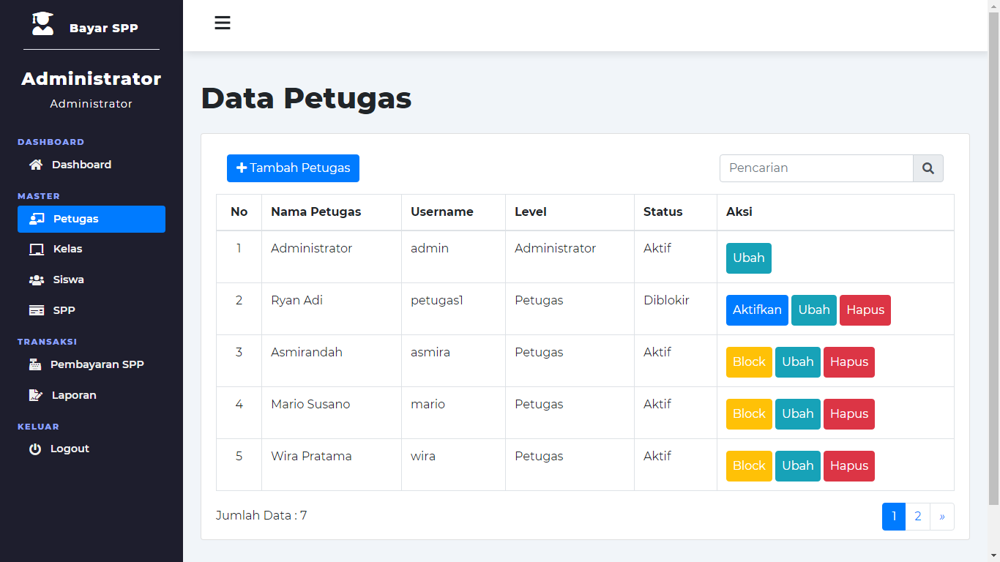 Bayar SPP
Administrator
Administrator
DASHBOARD
Dashboard
MASTER
Petugas
Kelas
Siswa
SPP
TRANSAKSI
Pembayaran SPP
Laporan
KELUAR
Logout
Data Petugas
Tambah Petugas
Pencarian
No Nama Petugas Username Level Status Aksi
1 Administrator admin Administrator Aktif Ubah
2 Ryan Adi petugas1 Petugas Diblokir Aktifkan Ubah Hapus
3 Asmirandah asmira Petugas Aktif Block Ubah Hapus
4 Mario Susano mario Petugas Aktif Block Ubah Hapus
5 Wira Pratama wira Petugas Aktif Block Ubah Hapus
Jumlah Data : 7
1 2 »